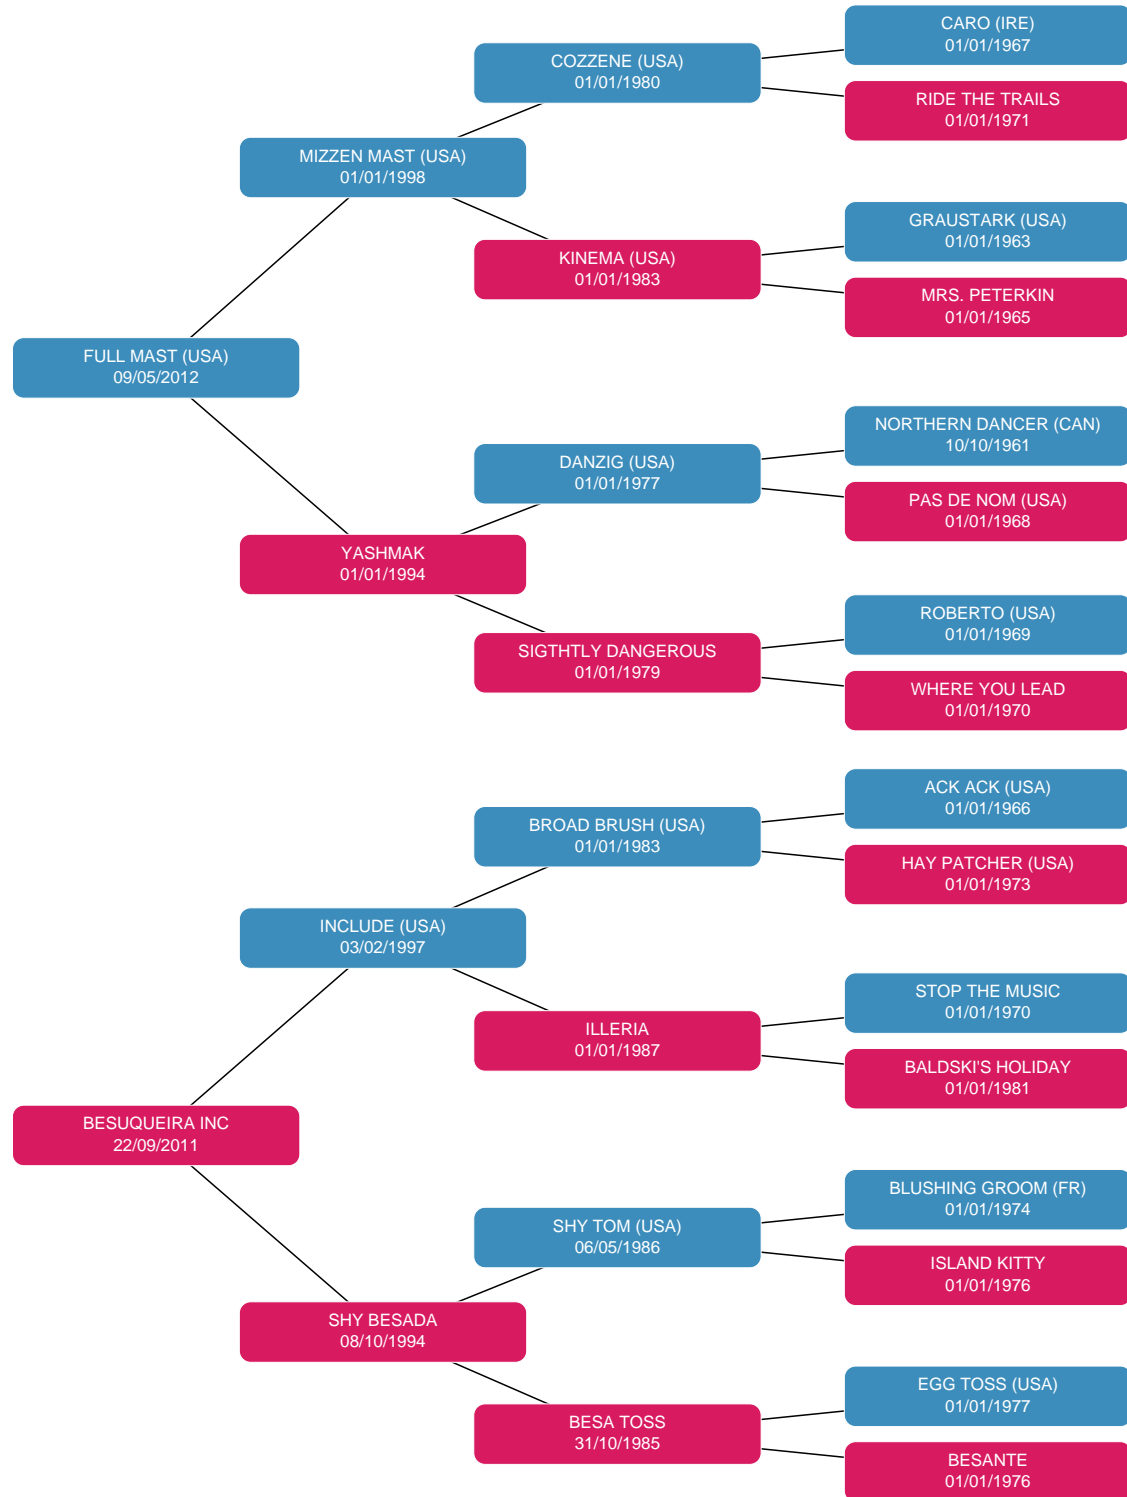 CARO (IRE)
01/01/1967
COZZENE (USA)
01/01/1980
RIDE THE TRAILS
01/01/1971
MIZZEN MAST (USA)
01/01/1998
GRAUSTARK (USA)
01/01/1963
KINEMA (USA)
01/01/1983
MRS. PETERKIN
01/01/1965
FULL MAST (USA)
09/05/2012
NORTHERN DANCER (CAN)
10/10/1961
DANZIG (USA)
01/01/1977
PAS DE NOM (USA)
01/01/1968
YASHMAK
01/01/1994
ROBERTO (USA)
01/01/1969
SIGTHTLY DANGEROUS
01/01/1979
WHERE YOU LEAD
01/01/1970
ACK ACK (USA)
01/01/1966
BROAD BRUSH (USA)
01/01/1983
HAY PATCHER (USA)
01/01/1973
INCLUDE (USA)
03/02/1997
STOP THE MUSIC
01/01/1970
ILLERIA
01/01/1987
BALDSKI'S HOLIDAY
01/01/1981
BESUQUEIRA INC
22/09/2011
BLUSHING GROOM (FR)
01/01/1974
SHY TOM (USA)
06/05/1986
ISLAND KITTY
01/01/1976
SHY BESADA
08/10/1994
EGG TOSS (USA)
01/01/1977
BESA TOSS
31/10/1985
BESANTE
01/01/1976